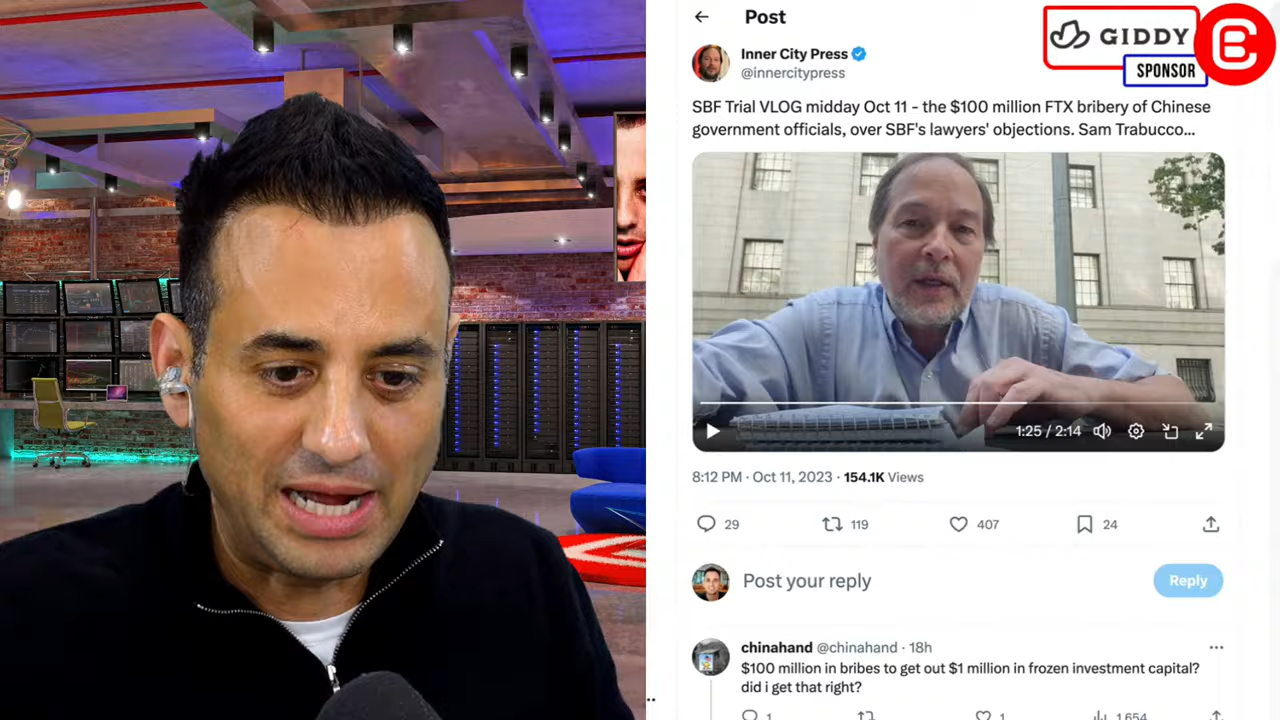 Post
GIDDY
SPONSOR
Inner City Press
@innercitypress
SBF Trial VLOG midday Oct 11 - the $100 million FTX bribery of Chinese
government officials, over SBF's lawyers' objections. Sam Trabucco...
1:25 / 2:14
8:12 PM · Oct 11, 2023 · 154.1K Views
29
119
407
24
Post your reply
Reply
chinahand @chinahand · 18h
$100 million in bribes to get out $1 million in frozen investment capital?
did i get that right?
1
1
1,654